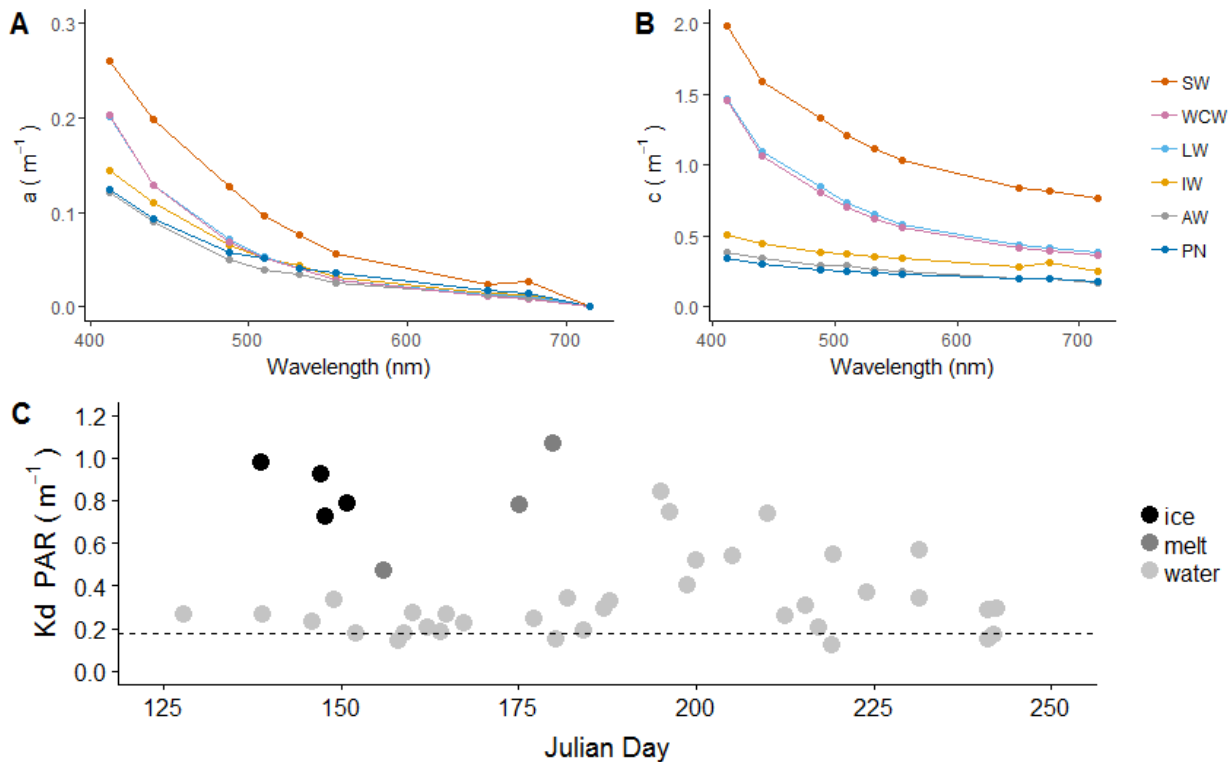 A
a ( m⁻¹ )
0.3
0.2
0.1
0.0
400
500
600
700
Wavelength (nm)
B
c ( m⁻¹ )
2.0
1.5
1.0
0.5
0.0
400
500
600
700
Wavelength (nm)
SW
WCW
LW
IW
AW
PN
C
Kd PAR ( m⁻¹ )
1.2
1.0
0.8
0.6
0.4
0.2
0.0
125
150
175
200
225
250
Julian Day
ice
melt
water